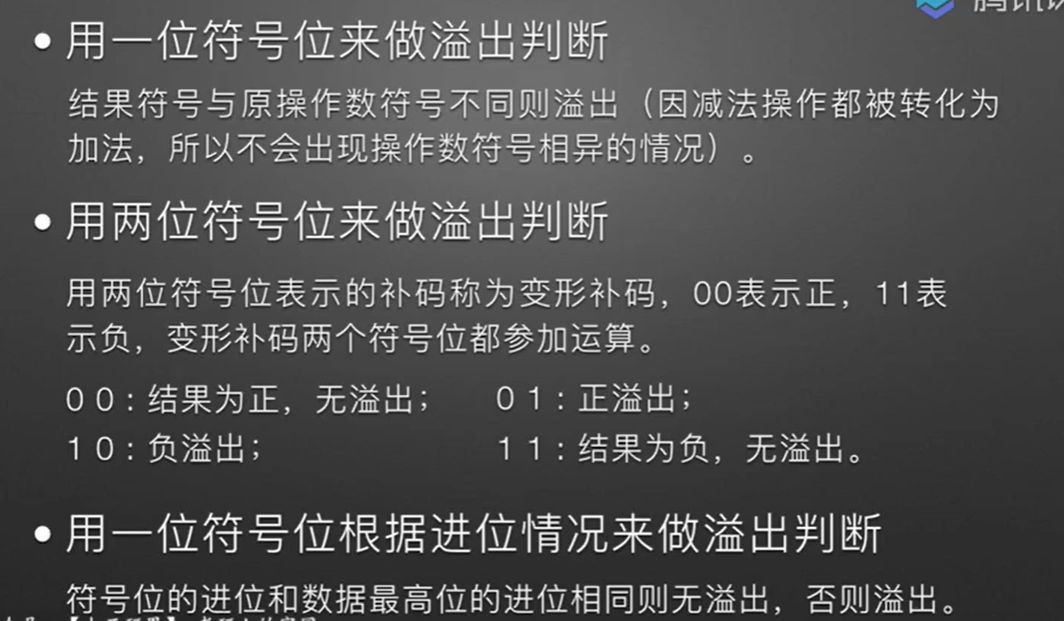 腾讯
• 用一位符号位来做溢出判断
结果符号与原操作数符号不同则溢出（因减法操作都被转化为
加法，所以不会出现操作数符号相异的情况）。
• 用两位符号位来做溢出判断
用两位符号位表示的补码称为变形补码，00表示正，11表
示负，变形补码两个符号位都参加运算。
0 0：结果为正，无溢出； 0 1：正溢出；
1 0：负溢出； 1 1：结果为负，无溢出。
• 用一位符号位根据进位情况来做溢出判断
符号位的进位和数据最高位的进位相同则无溢出，否则溢出。